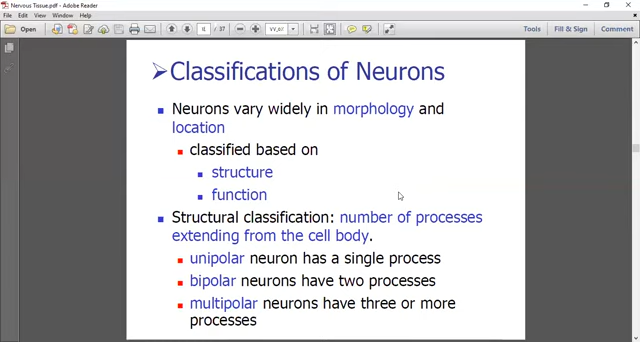 Nervous Tissue.pdf - Adobe Reader
File Edit View Window Help
Open
/ 37
Tools
Fill & Sign
Comment
Classifications of Neurons
Neurons vary widely in morphology and
location
classified based on
structure
function
Structural classification: number of processes
extending from the cell body.
unipolar neuron has a single process
bipolar neurons have two processes
multipolar neurons have three or more
processes